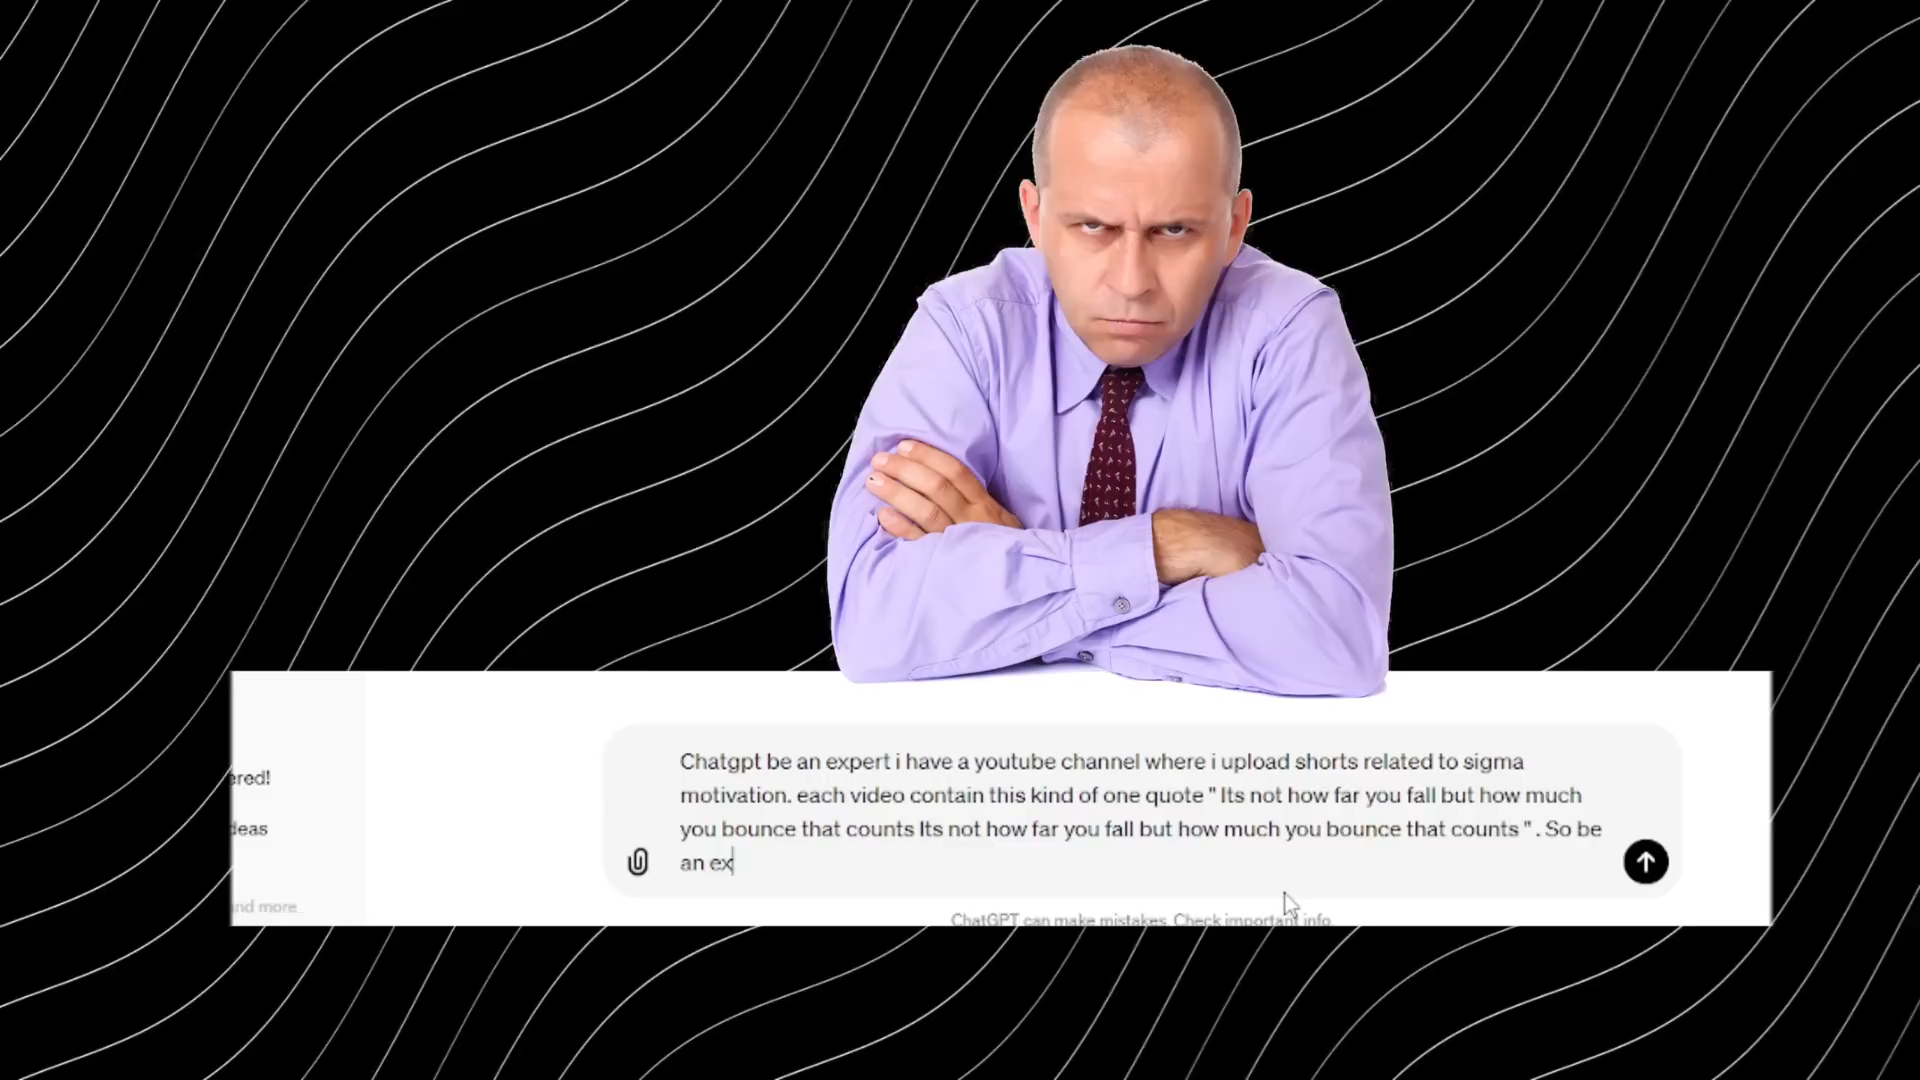 ered!
deas
nd more
Chatgpt be an expert i have a youtube channel where i upload shorts related to sigma
motivation. each video contain this kind of one quote " Its not how far you fall but how much
you bounce that counts Its not how far you fall but how much you bounce that counts " . So be
an ex
ChatGPT can make mistakes. Check important info.